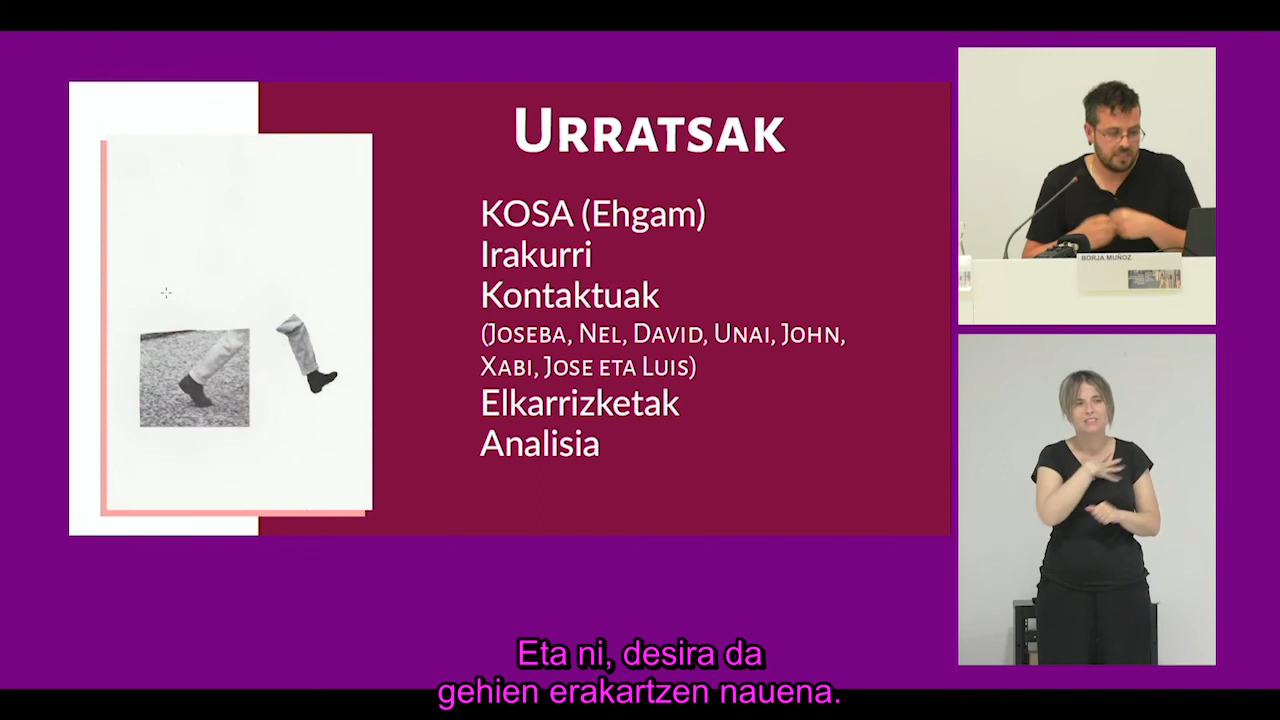 URRATSAK
KOSA (Ehgam)
Irakurri
Kontaktuak
(JOSEBA, NEL, DAVID, UNAI, JOHN,
XABI, JOSE ETA LUIS)
Elkarrizketak
Analisia
BORJA MUÑOZ
Eta ni, desira da
gehien erakartzen nauena.